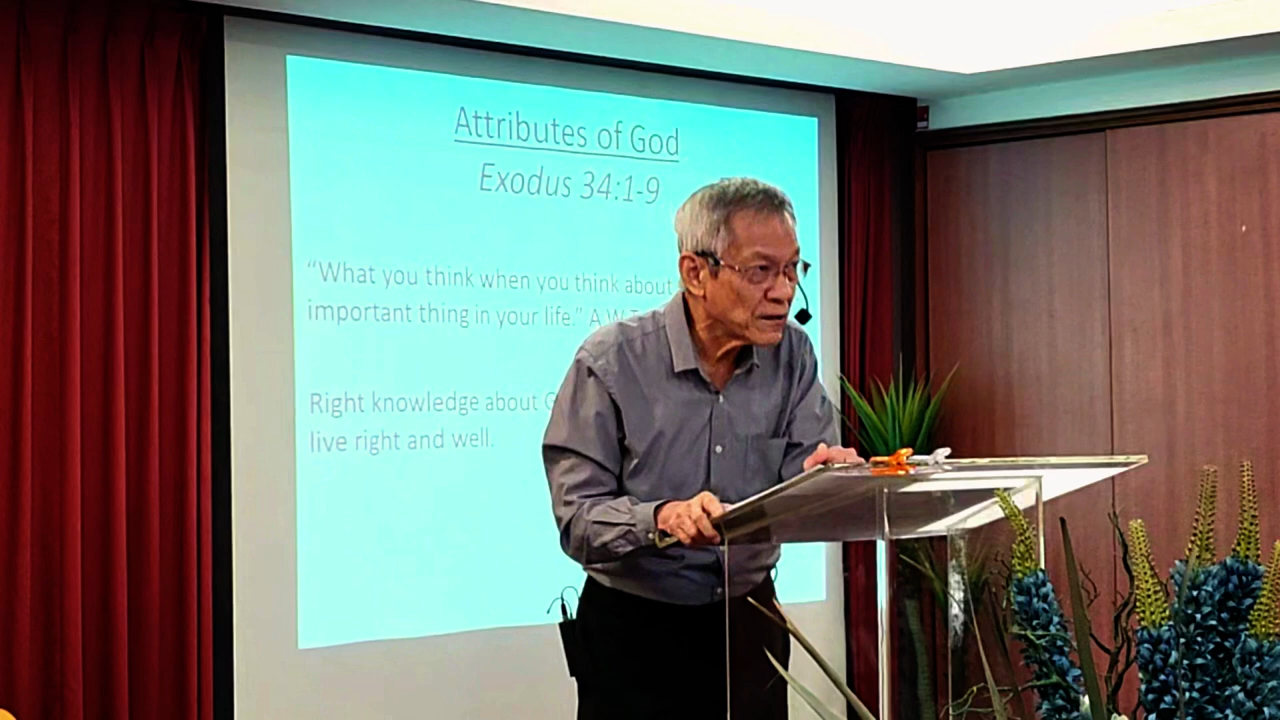 Attributes of God
Exodus 34:1-9
“What you think when you think about
important thing in your life.” A.W.
Right knowledge about
live right and well.